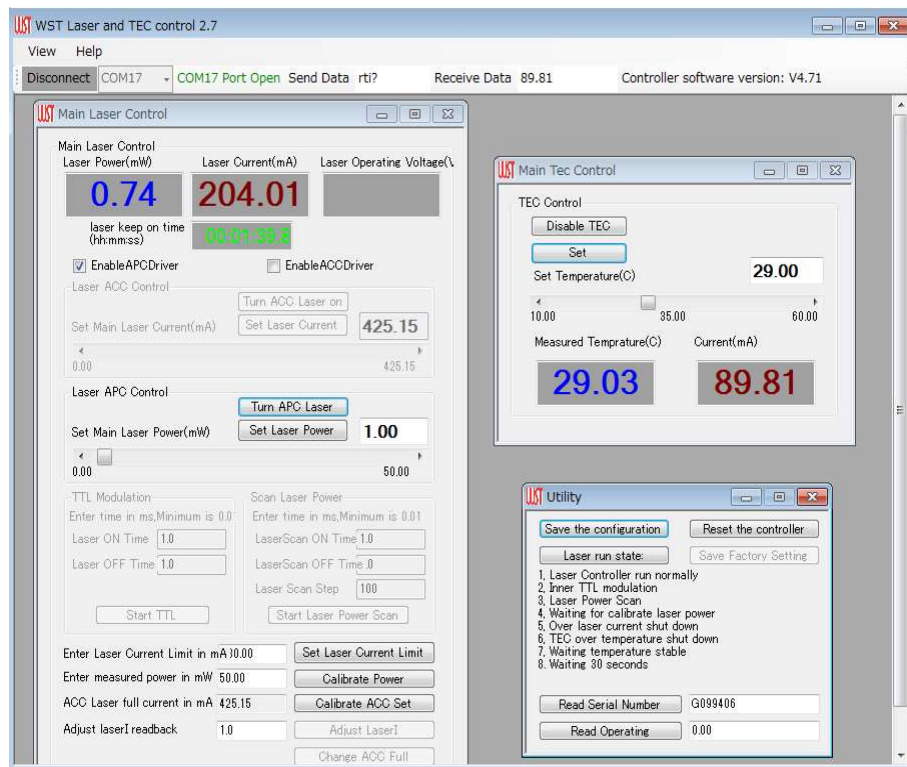 WST Laser and TEC control 2.7
View Help
Disconnect COM17 COM17 Port Open Send Data rti? Receive Data 89.81 Controller software version: V4.71
Main Laser Control
Main Laser Control
Laser Power(mW) Laser Current(mA) Laser Operating Voltage(\
0.74 204.01
laser keep on time
(hh:mm:ss)
00:01:39.8
EnableAPCDriver EnableACCDriver
Laser ACC Control
Turn ACC Laser on
Set Main Laser Current(mA) Set Laser Current 425.15
0.00 425.15
Laser APC Control
Turn APC Laser
Set Main Laser Power(mW) Set Laser Power 1.00
0.00 50.00
TTL Modulation
Enter time in ms,Minimum is 0.0
Laser ON Time 1.0
Laser OFF Time 1.0
Start TTL
Scan Laser Power
Enter time in ms,Minimum is 0.01
LaserScan ON Time 1.0
LaserScan OFF Time .0
Laser Scan Step 100
Start Laser Power Scan
Enter Laser Current Limit in mA 0.00 Set Laser Current Limit
Enter measured power in mW 50.00 Calibrate Power
ACC Laser full current in mA 425.15 Calibrate ACC Set
Adjust laserI readback 1.0 Adjust LaserI
Change ACC Full
Main Tec Control
TEC Control
Disable TEC
Set
Set Temperature(C) 29.00
10.00 35.00 60.00
Measured Temprature(C) Current(mA)
29.03 89.81
Utility
Save the configuration Reset the controller
Laser run state: Save Factory Setting
1, Laser Controller run normally
2, Inner TTL modulation
3, Laser Power Scan
4, Waiting for calibrate laser power
5, Over laser current shut down
6, TEC over temperature shut down
7, Waiting temperature stable
8. Waiting 30 seconds
Read Serial Number G099406
Read Operating 0.00